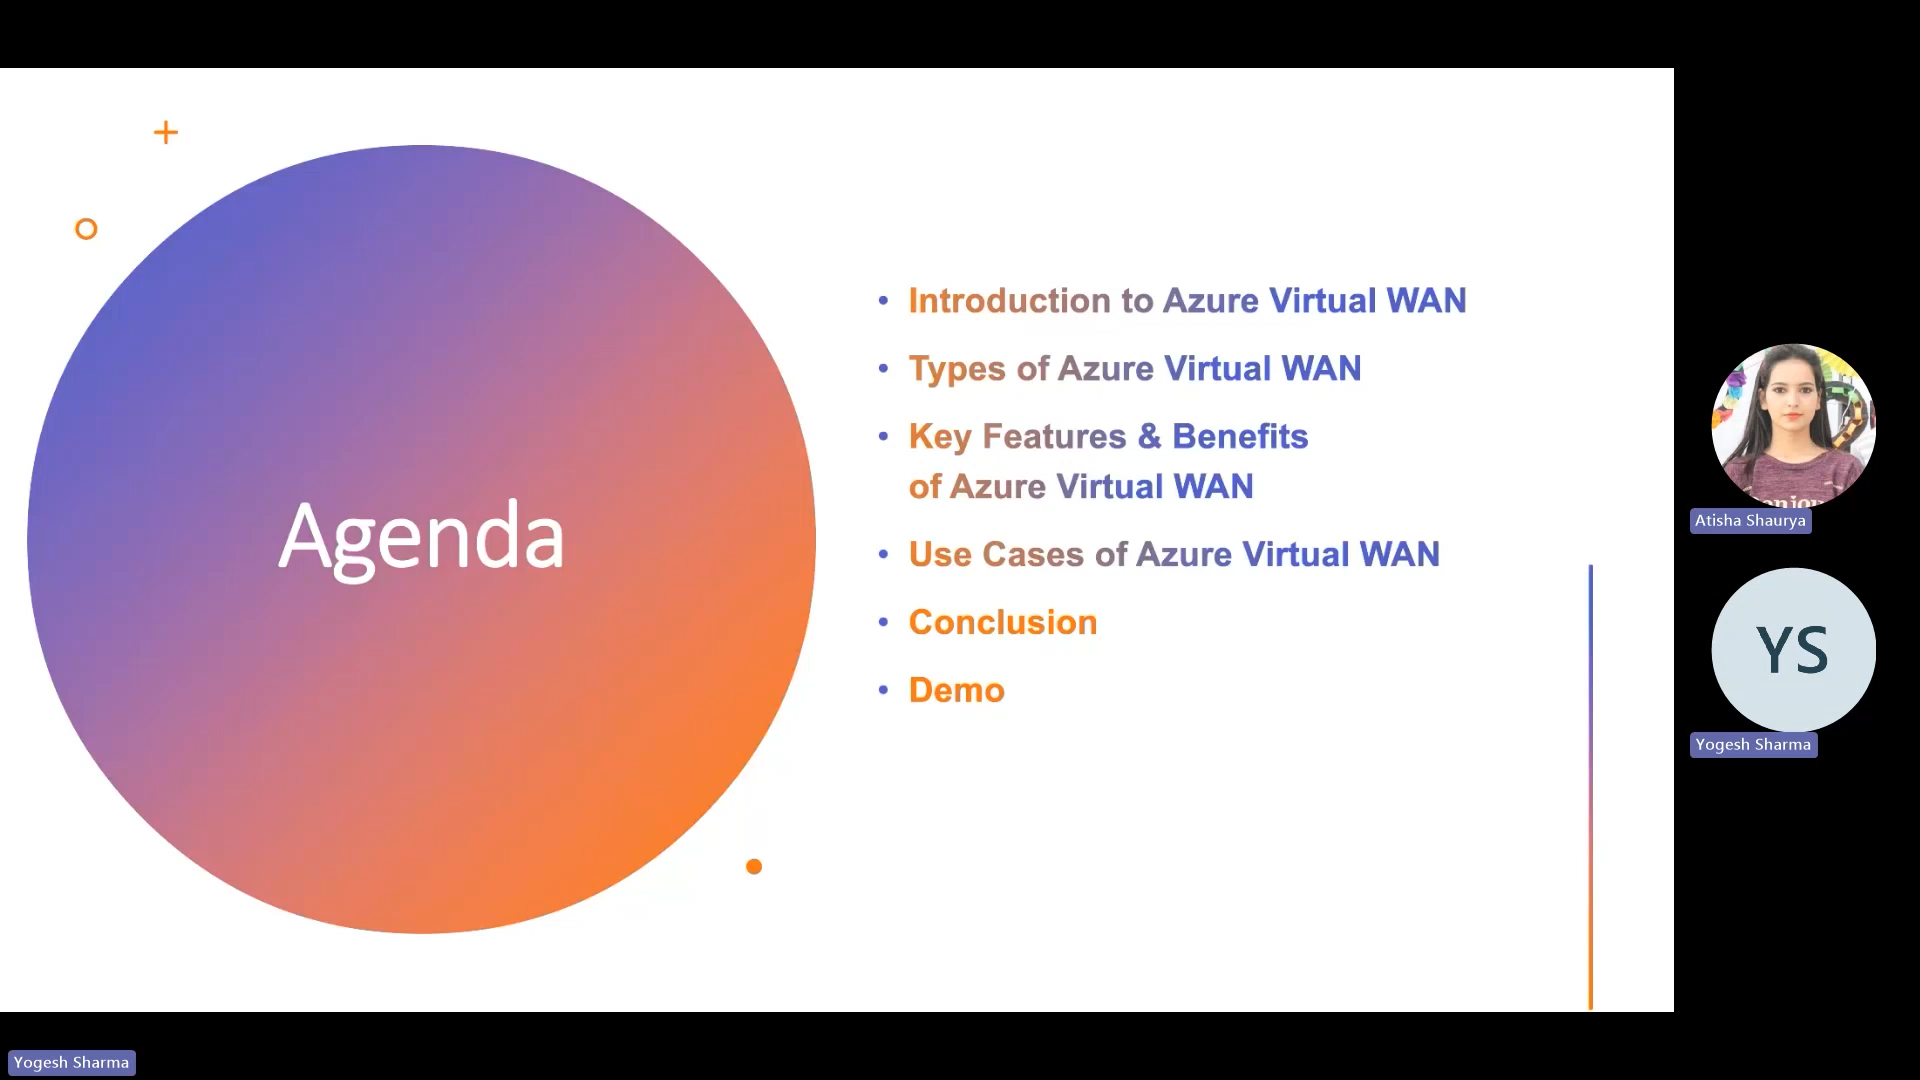 Agenda
• Introduction to Azure Virtual WAN
• Types of Azure Virtual WAN
• Key Features & Benefits
of Azure Virtual WAN
• Use Cases of Azure Virtual WAN
• Conclusion
• Demo
Atisha Shaurya
YS
Yogesh Sharma
Yogesh Sharma